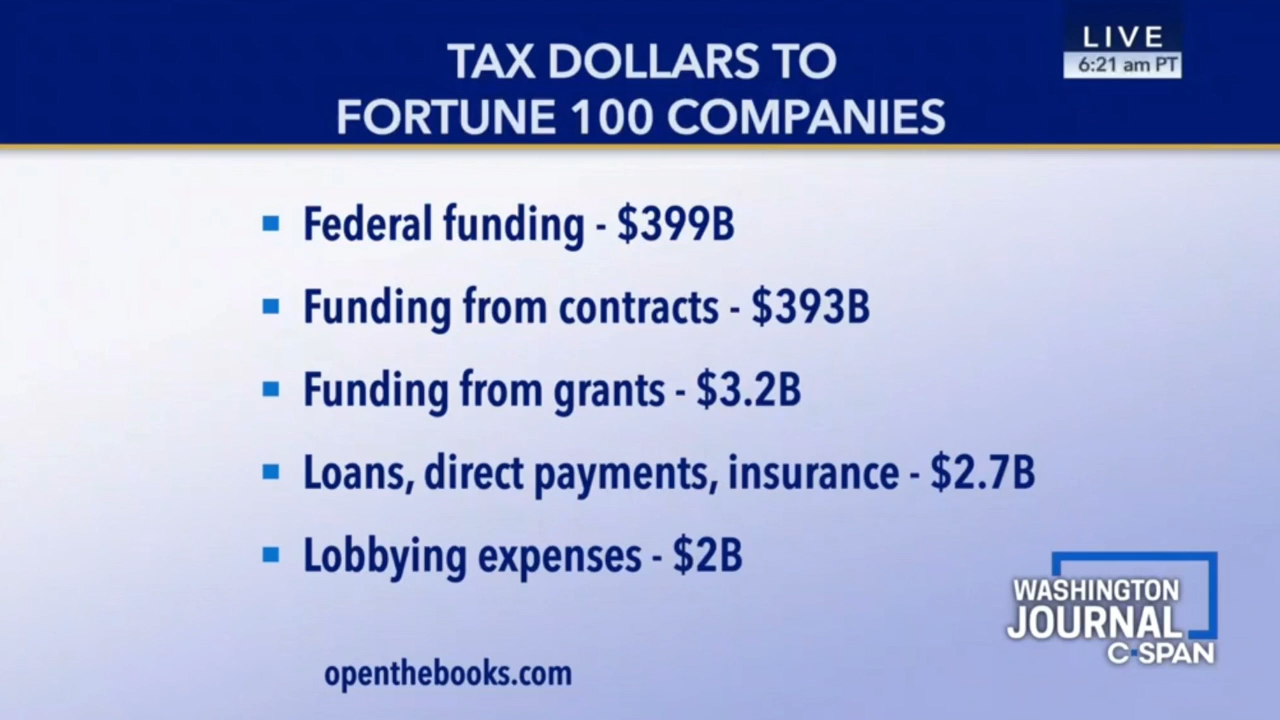 TAX DOLLARS TO
FORTUNE 100 COMPANIES
LIVE
6:21 am PT
Federal funding - $399B
Funding from contracts - $393B
Funding from grants - $3.2B
Loans, direct payments, insurance - $2.7B
Lobbying expenses - $2B
openthebooks.com
WASHINGTON
JOURNAL
C-SPAN